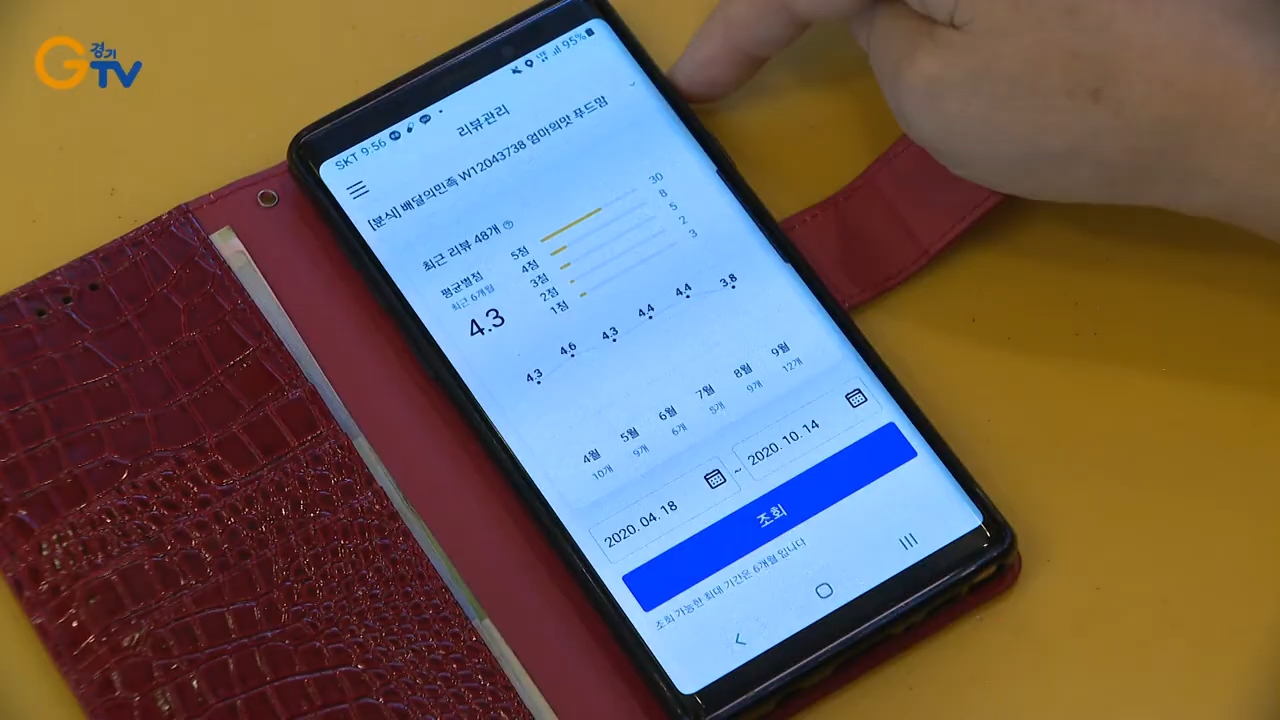 경기
GTV
SKT 9:56
95%
리뷰관리
[분식] 배달의민족 W12043738 엄마의맛 푸드맘
최근 리뷰 48개
평균별점
최근 6개월
4.3
5점 30
4점 8
3점 5
2점 2
1점 3
4.3 4.6 4.3 4.4 4.4 3.8
4월 5월 6월 7월 8월 9월
10개 9개 6개 5개 9개 12개
2020.04.18 ~ 2020.10.14
조회
조회 가능한 최대 기간은 6개월 입니다